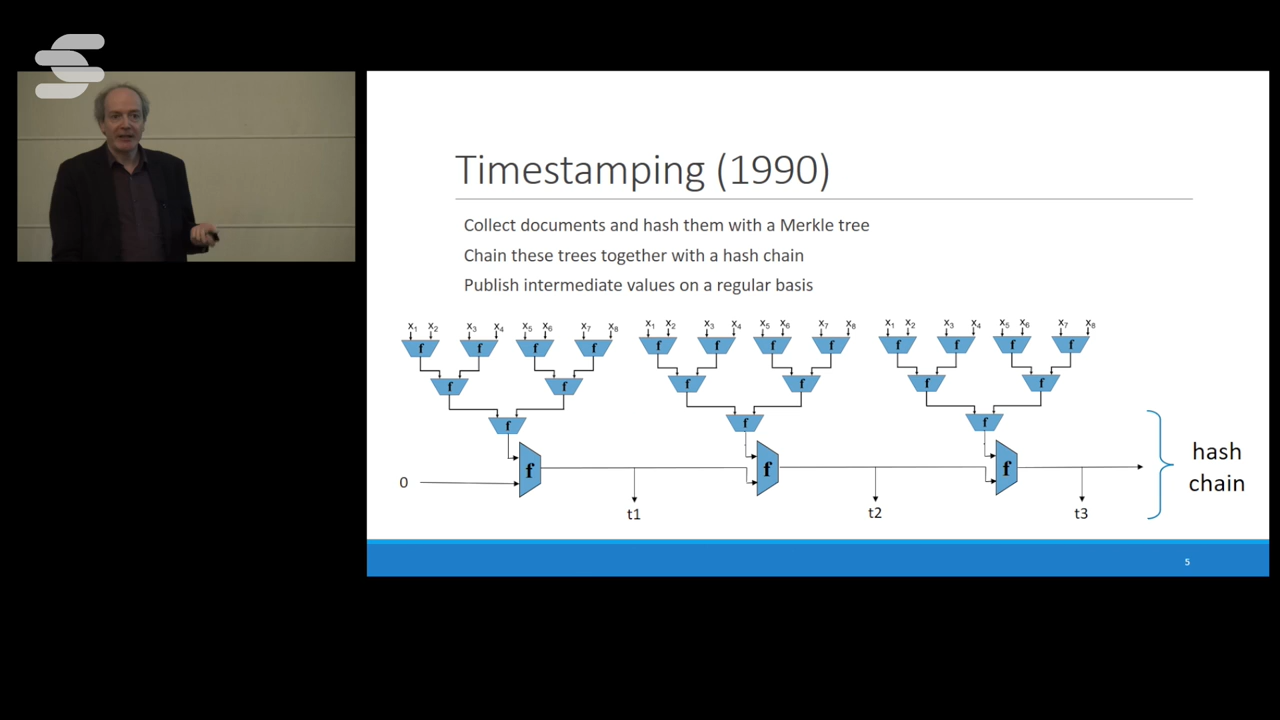 Timestamping (1990)
Collect documents and hash them with a Merkle tree
Chain these trees together with a hash chain
Publish intermediate values on a regular basis
x₁ x₂ x₃ x₄ x₅ x₆ x₇ x₈ x₁ x₂ x₃ x₄ x₅ x₆ x₇ x₈ x₁ x₂ x₃ x₄ x₅ x₆ x₇ x₈
f f f f f f f f f f f f
f f f f f f
f f f
f f f
0
t1 t2 t3
hash
chain
5